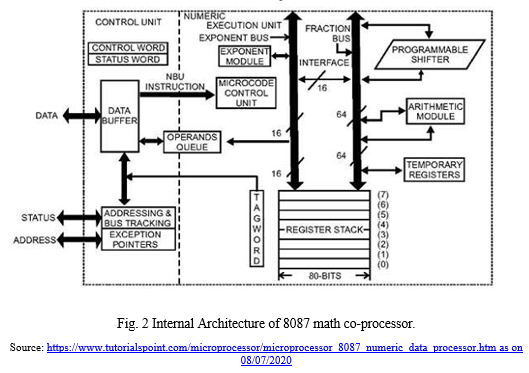 CONTROL UNIT
NUMERIC
EXECUTION UNIT
EXPONENT BUS
FRACTION
BUS
CONTROL WORD
STATUS WORD
EXPONENT
MODULE
INTERFACE
PROGRAMMABLE
SHIFTER
NBU
INSTRUCTION
MICROCODE
CONTROL
UNIT
16
DATA
DATA
BUFFER
64
ARITHMETIC
MODULE
OPERANDS
QUEUE
16
64
16
TEMPORARY
REGISTERS
TAGWORD
STATUS
ADDRESSING &
BUS TRACKING
ADDRESS
EXCEPTION
POINTERS
REGISTER STACK
(7)
(6)
(5)
(4)
(3)
(2)
(1)
(0)
80-BITS
Fig. 2 Internal Architecture of 8087 math co-processor.
Source: https://www.tutorialspoint.com/microprocessor/microprocessor_8087_numeric_data_processor.htm as on
08/07/2020